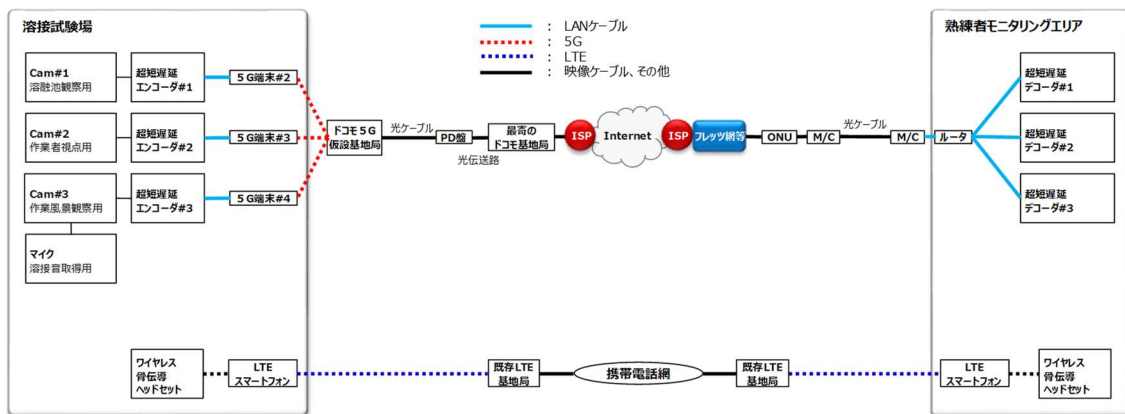 溶接試験場
: LANケーブル
: 5G
: LTE
: 映像ケーブル、その他
熟練者モニタリングエリア
Cam#1
溶融池観察用
超短遅延
エンコーダ#1
5G端末#2
Cam#2
作業者視点用
超短遅延
エンコーダ#2
5G端末#3
Cam#3
作業風景観察用
超短遅延
エンコーダ#3
5G端末#4
マイク
溶接音取得用
ドコモ5G
仮設基地局
光ケーブル
PD盤
光伝送路
最高の
ドコモ基地局
ISP
Internet
ISP
フレッツ網等
ONU
M/C
光ケーブル
M/C
ルータ
超短遅延
デコーダ#1
超短遅延
デコーダ#2
超短遅延
デコーダ#3
ワイヤレス
骨伝導
ヘッドセット
LTE
スマートフォン
既存LTE
基地局
携帯電話網
既存LTE
基地局
LTE
スマートフォン
ワイヤレス
骨伝導
ヘッドセット